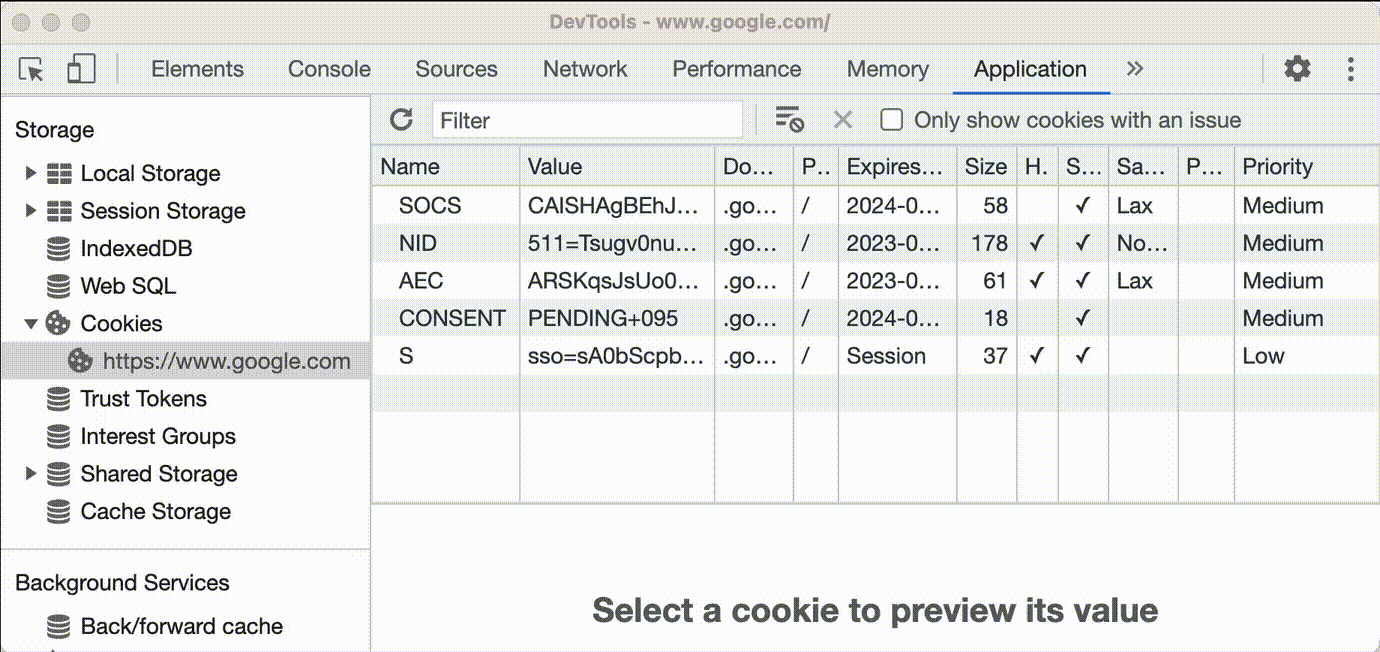 DevTools - www.google.com/
Elements Console Sources Network Performance Memory Application »
Storage
Local Storage
Session Storage
IndexedDB
Web SQL
Cookies
https://www.google.com
Trust Tokens
Interest Groups
Shared Storage
Cache Storage
Background Services
Back/forward cache
Filter Only show cookies with an issue
Name Value Do... P.. Expires... Size H. S... Sa... P... Priority
SOCS CAISHAgBEhJ... .go... / 2024-0... 58 ✓ Lax Medium
NID 511=Tsugv0nu... .go... / 2023-0... 178 ✓ ✓ No... Medium
AEC ARSKqsJsUo0... .go... / 2023-0... 61 ✓ ✓ Lax Medium
CONSENT PENDING+095 .go... / 2024-0... 18 ✓ Medium
S sso=sA0bScpb... .go... / Session 37 ✓ ✓ Low
Select a cookie to preview its value